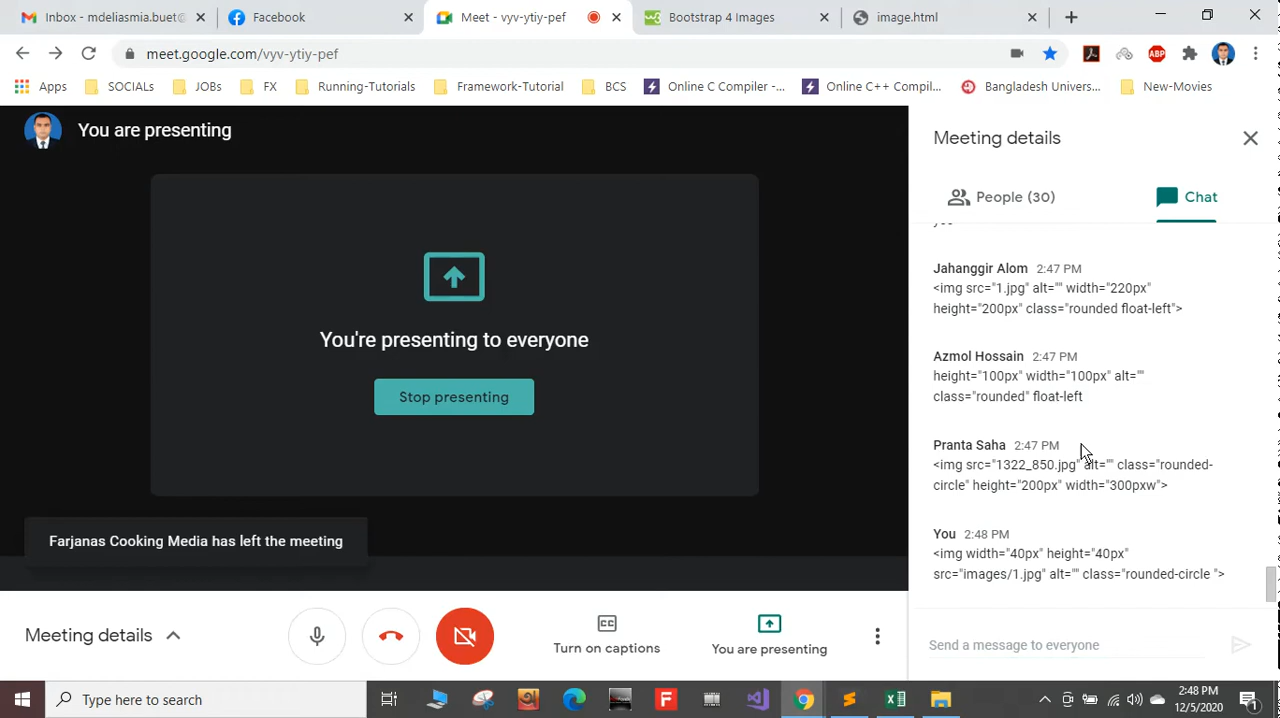 Inbox - mdeliasmia.buet@
Facebook
Meet - vyv-ytiy-pef
Bootstrap 4 Images
image.html
meet.google.com/vyv-ytiy-pef
ABP
Apps
SOCIALs
JOBs
FX
Running-Tutorials
Framework-Tutorial
BCS
Online C Compiler -...
Online C++ Compil...
Bangladesh Univers...
New-Movies
You are presenting
Meeting details
People (30)
Chat
Jahanggir Alom 2:47 PM
<img src="1.jpg" alt="" width="220px"
height="200px" class="rounded float-left">
Azmol Hossain 2:47 PM
height="100px" width="100px" alt=""
class="rounded" float-left
Pranta Saha 2:47 PM
<img src="1322_850.jpg" alt="" class="rounded-
circle" height="200px" width="300pxw">
You 2:48 PM
<img width="40px" height="40px"
src="images/1.jpg" alt="" class="rounded-circle ">
Send a message to everyone
You're presenting to everyone
Stop presenting
Farjanas Cooking Media has left the meeting
Meeting details
Turn on captions
You are presenting
Type here to search
2:48 PM
12/5/2020
1